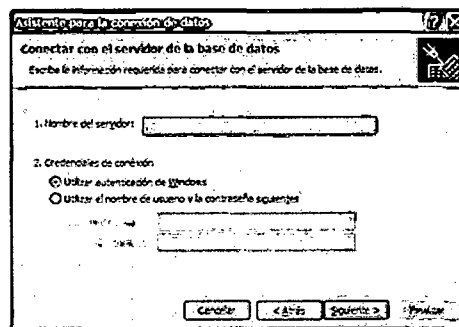 Asistente para la conexión de datos
Conectar con el servidor de la base de datos
Escriba la información requerida para conectar con el servidor de la base de datos.
1. Nombre del servidor:
2. Credenciales de conexión
Utilizar autenticación de Windows
Utilizar el nombre de usuario y la contraseña siguientes
Cancelar
< Atrás
Siguiente >
Finalizar